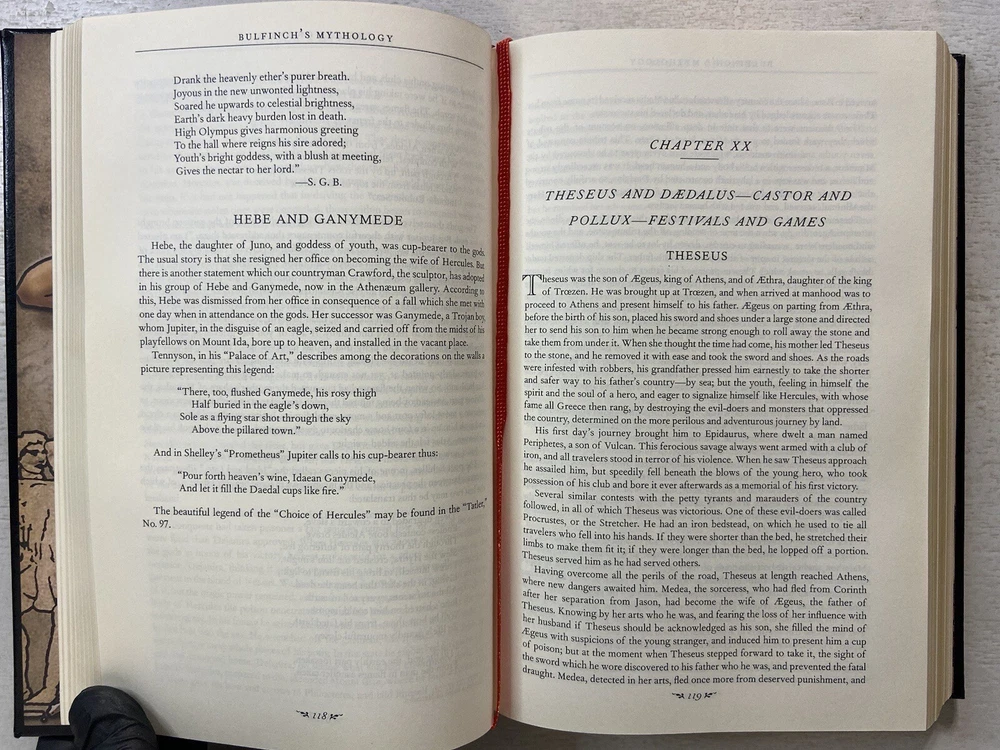 BULFINCH'S MYTHOLOGY
Drank the heavenly ether's purer breath.
Joyous in the new unwonted lightness,
Soared he upwards to celestial brightness,
Earth's dark heavy burden lost in death.
High Olympus gives harmonious greeting
To the hall where reigns his sire adored;
Youth's bright goddess, with a blush at meeting,
Gives the nectar to her lord."
—S. G. B.
HEBE AND GANYMEDE
Hebe, the daughter of Juno, and goddess of youth, was cup-bearer to the gods.
The usual story is that she resigned her office on becoming the wife of Hercules. But
there is another statement which our countryman Crawford, the sculptor, has adopted
in his group of Hebe and Ganymede, now in the Athenæum gallery. According to
this, Hebe was dismissed from her office in consequence of a fall which she met with
one day when in attendance on the gods. Her successor was Ganymede, a Trojan boy,
whom Jupiter, in the disguise of an eagle, seized and carried off from the midst of his
playfellows on Mount Ida, bore up to heaven, and installed in the vacant place.
Tennyson, in his "Palace of Art," describes among the decorations on the walls a
picture representing this legend:
"There, too, flushed Ganymede, his rosy thigh
Half buried in the eagle's down,
Sole as a flying star shot through the sky
Above the pillared town."
And in Shelley's "Prometheus" Jupiter calls to his cup-bearer thus:
"Pour forth heaven's wine, Idaean Ganymede,
And let it fill the Daedal cups like fire."
The beautiful legend of the "Choice of Hercules" may be found in the "Tatler,"
No. 97.
118
CHAPTER XX
THESEUS AND DÆDALUS—CASTOR AND
POLLUX—FESTIVALS AND GAMES
THESEUS
Theseus was the son of Ægeus, king of Athens, and of Æthra, daughter of the king
of Trœzen. He was brought up at Trœzen, and when arrived at manhood was to
proceed to Athens and present himself to his father. Ægeus on parting from Æthra,
before the birth of his son, placed his sword and shoes under a large stone and directed
her to send his son to him when he became strong enough to roll away the stone and
take them from under it. When she thought the time had come, his mother led Theseus
to the stone, and he removed it with ease and took the sword and shoes. As the roads
were infested with robbers, his grandfather pressed him earnestly to take the shorter
and safer way to his father's country—by sea; but the youth, feeling in himself the
spirit and the soul of a hero, and eager to signalize himself like Hercules, with whose
fame all Greece then rang, by destroying the evil-doers and monsters that oppressed
the country, determined on the more perilous and adventurous journey by land.
His first day's journey brought him to Epidaurus, where dwelt a man named
Periphetes, a son of Vulcan. This ferocious savage always went armed with a club of
iron, and all travelers stood in terror of his violence. When he saw Theseus approach
he assailed him, but speedily fell beneath the blows of the young hero, who took
possession of his club and bore it ever afterwards as a memorial of his first victory.
Several similar contests with the petty tyrants and marauders of the country
followed, in all of which Theseus was victorious. One of these evil-doers was called
Procrustes, or the Stretcher. He had an iron bedstead, on which he used to tie all
travelers who fell into his hands. If they were shorter than the bed, he stretched their
limbs to make them fit it; if they were longer than the bed, he lopped off a portion.
Theseus served him as he had served others.
Having overcome all the perils of the road, Theseus at length reached Athens,
where new dangers awaited him. Medea, the sorceress, who had fled from Corinth
after her separation from Jason, had become the wife of Ægeus, the father of
Theseus. Knowing by her arts who he was, and fearing the loss of her influence with
her husband if Theseus should be acknowledged as his son, she filled the mind of
Ægeus with suspicions of the young stranger, and induced him to present him a cup
of poison; but at the moment when Theseus stepped forward to take it, the sight of
the sword which he wore discovered to his father who he was, and prevented the fatal
draught. Medea, detected in her arts, fled once more from deserved punishment, and
119